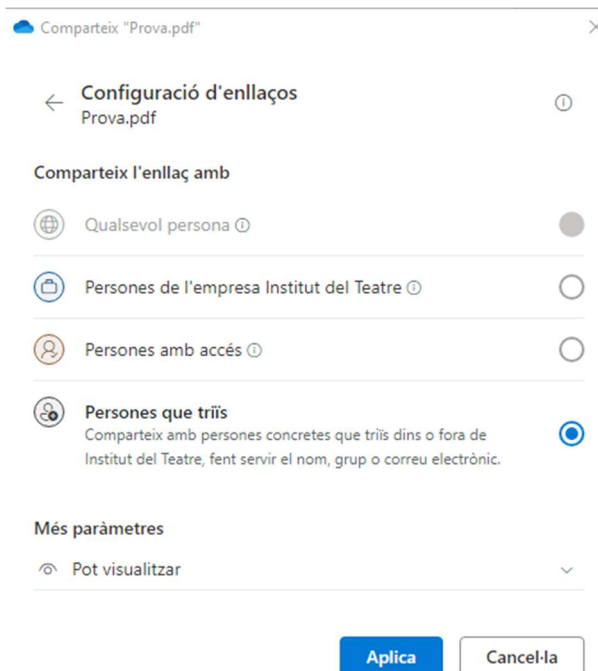 Comparteix "Prova.pdf"
Configuració d'enllaços
Prova.pdf
Comparteix l'enllaç amb
Qualsevol persona
Persones de l'empresa Institut del Teatre
Persones amb accés
Persones que triïs
Comparteix amb persones concretes que triïs dins o fora de
Institut del Teatre, fent servir el nom, grup o correu electrònic.
Més paràmetres
Pot visualitzar
Aplica
Cancel·la